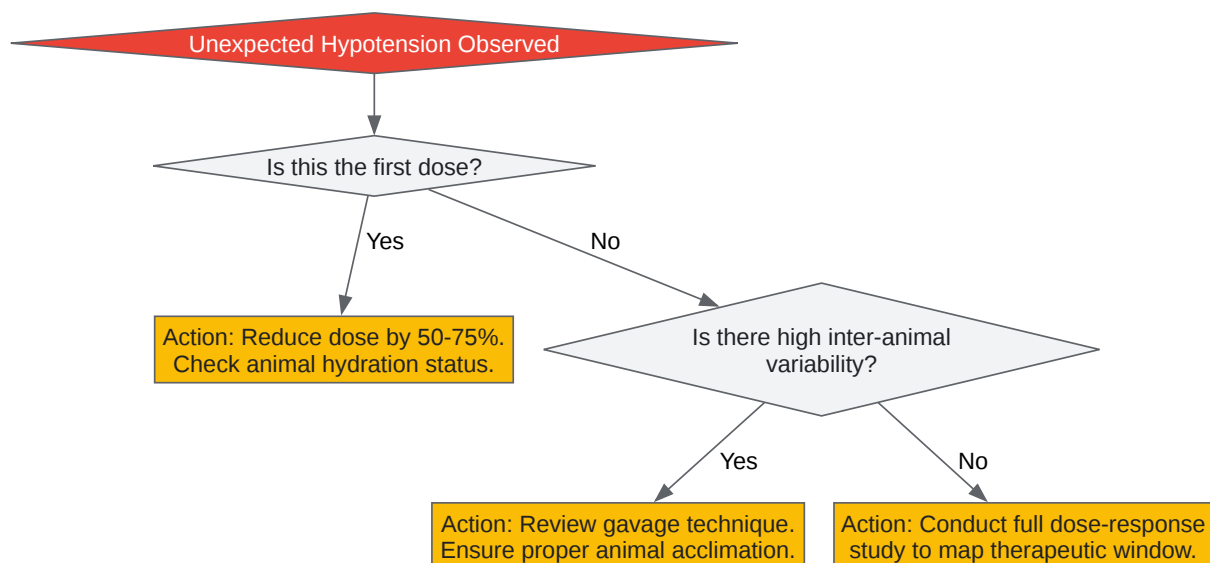 Unexpected Hypotension Observed
Is this the first dose?
Yes
No
Action: Reduce dose by 50-75%.
Check animal hydration status.
Is there high inter-animal
variability?
Yes
No
Action: Review gavage technique.
Ensure proper animal acclimation.
Action: Conduct full dose-response
study to map therapeutic window.